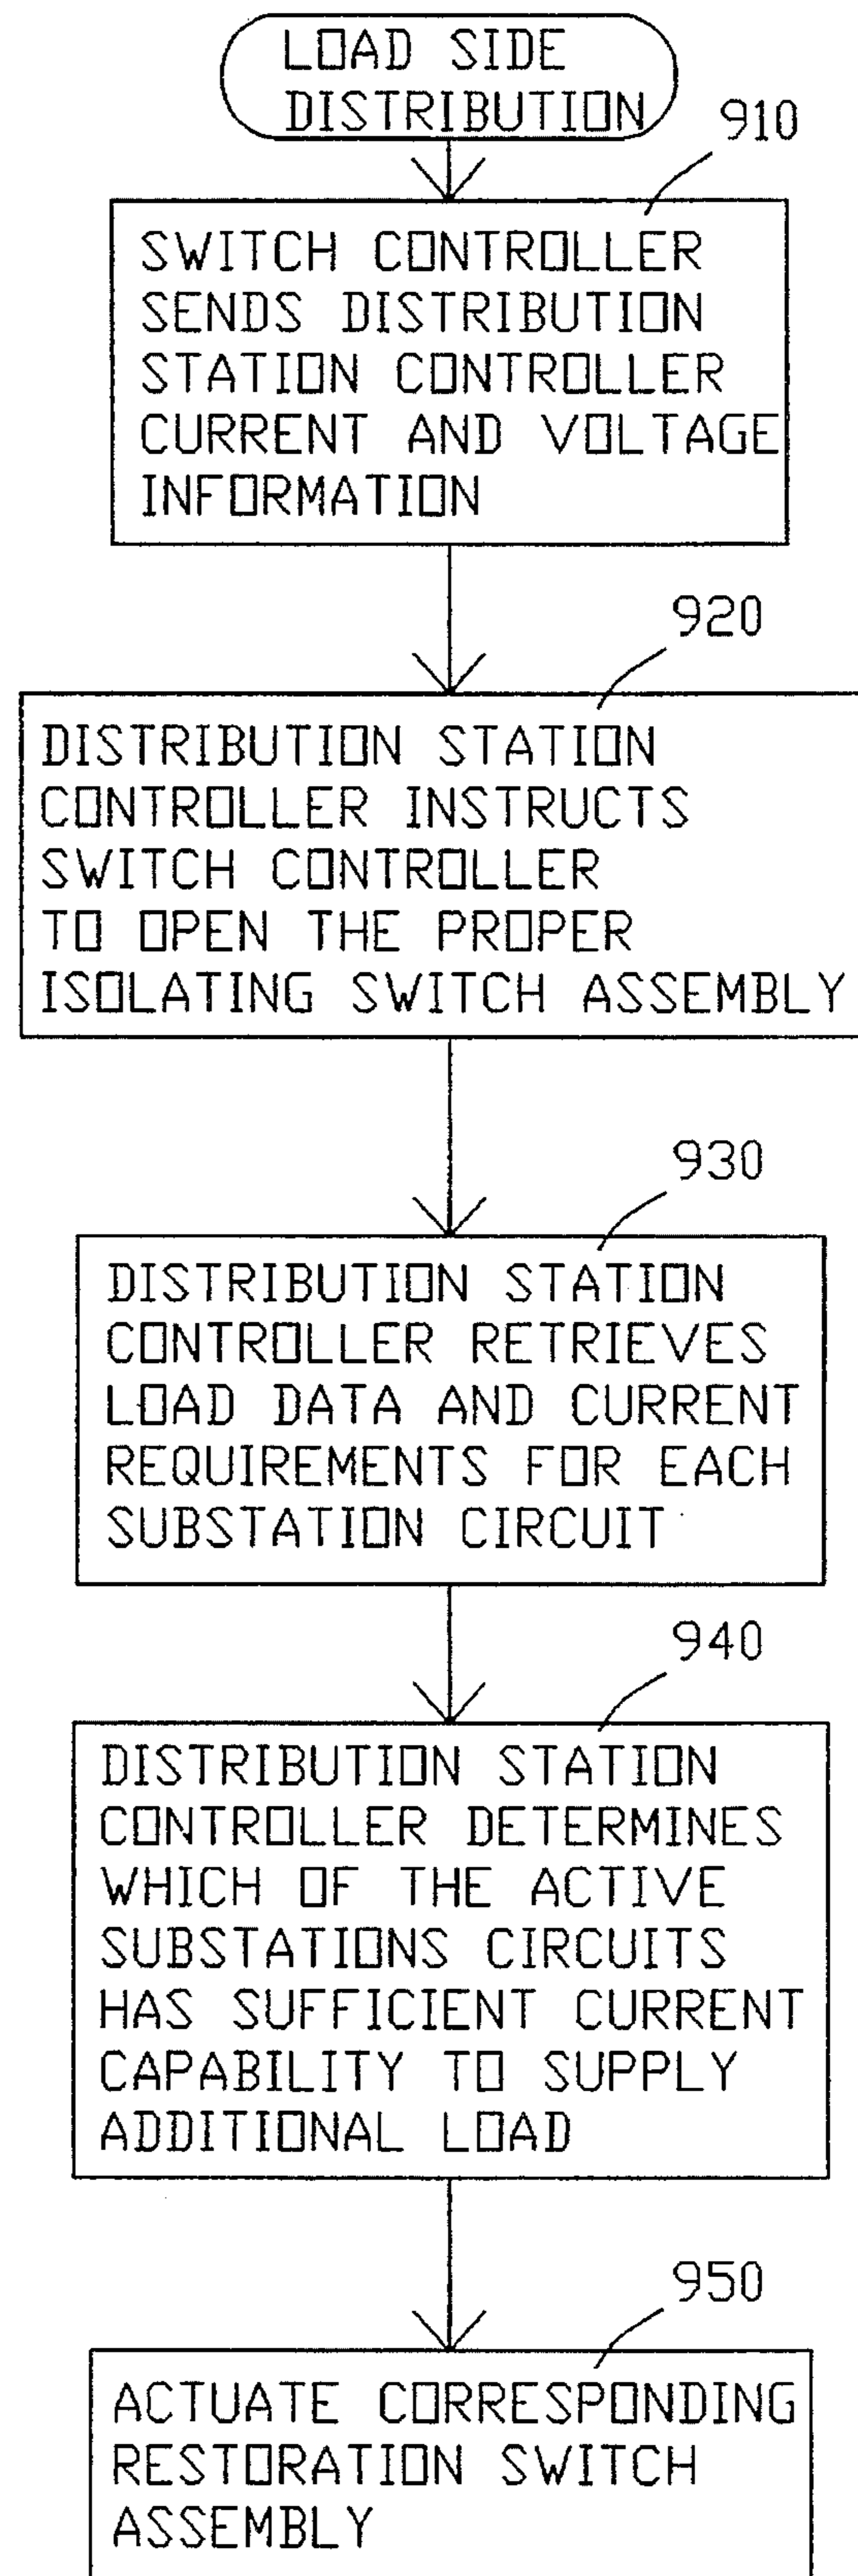 LOAD SIDE
DISTRIBUTION
910
SWITCH CONTROLLER
SENDS DISTRIBUTION
STATION CONTROLLER
CURRENT AND VOLTAGE
INFORMATION
920
DISTRIBUTION STATION
CONTROLLER INSTRUCTS
SWITCH CONTROLLER
TO OPEN THE PROPER
ISOLATING SWITCH ASSEMBLY
930
DISTRIBUTION STATION
CONTROLLER RETRIEVES
LOAD DATA AND CURRENT
REQUIREMENTS FOR EACH
SUBSTATION CIRCUIT
940
DISTRIBUTION STATION
CONTROLLER DETERMINES
WHICH OF THE ACTIVE
SUBSTATIONS CIRCUITS
HAS SUFFICIENT CURRENT
CAPABILITY TO SUPPLY
ADDITIONAL LOAD
950
ACTUATE CORRESPONDING
RESTORATION SWITCH
ASSEMBLY